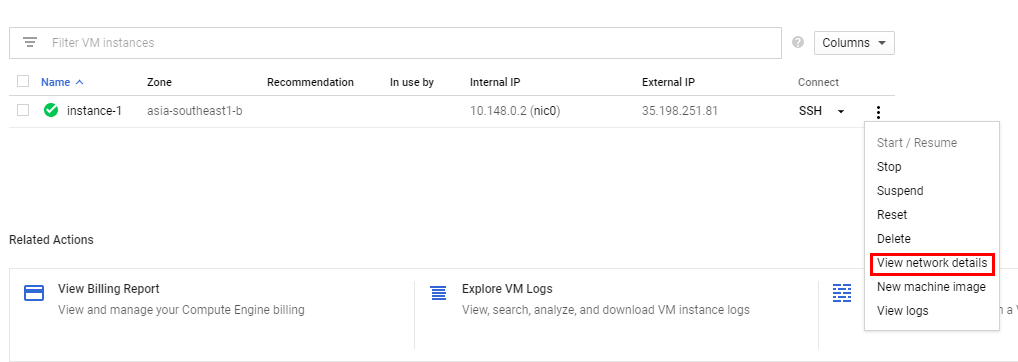 Filter VM instances
Columns
Name Zone Recommendation In use by Internal IP External IP Connect
instance-1 asia-southeast1-b 10.148.0.2 (nic0) 35.198.251.81 SSH
Start / Resume
Stop
Suspend
Reset
Delete
View network details
New machine image
View logs
Related Actions
View Billing Report
View and manage your Compute Engine billing
Explore VM Logs
View, search, analyze, and download VM instance logs